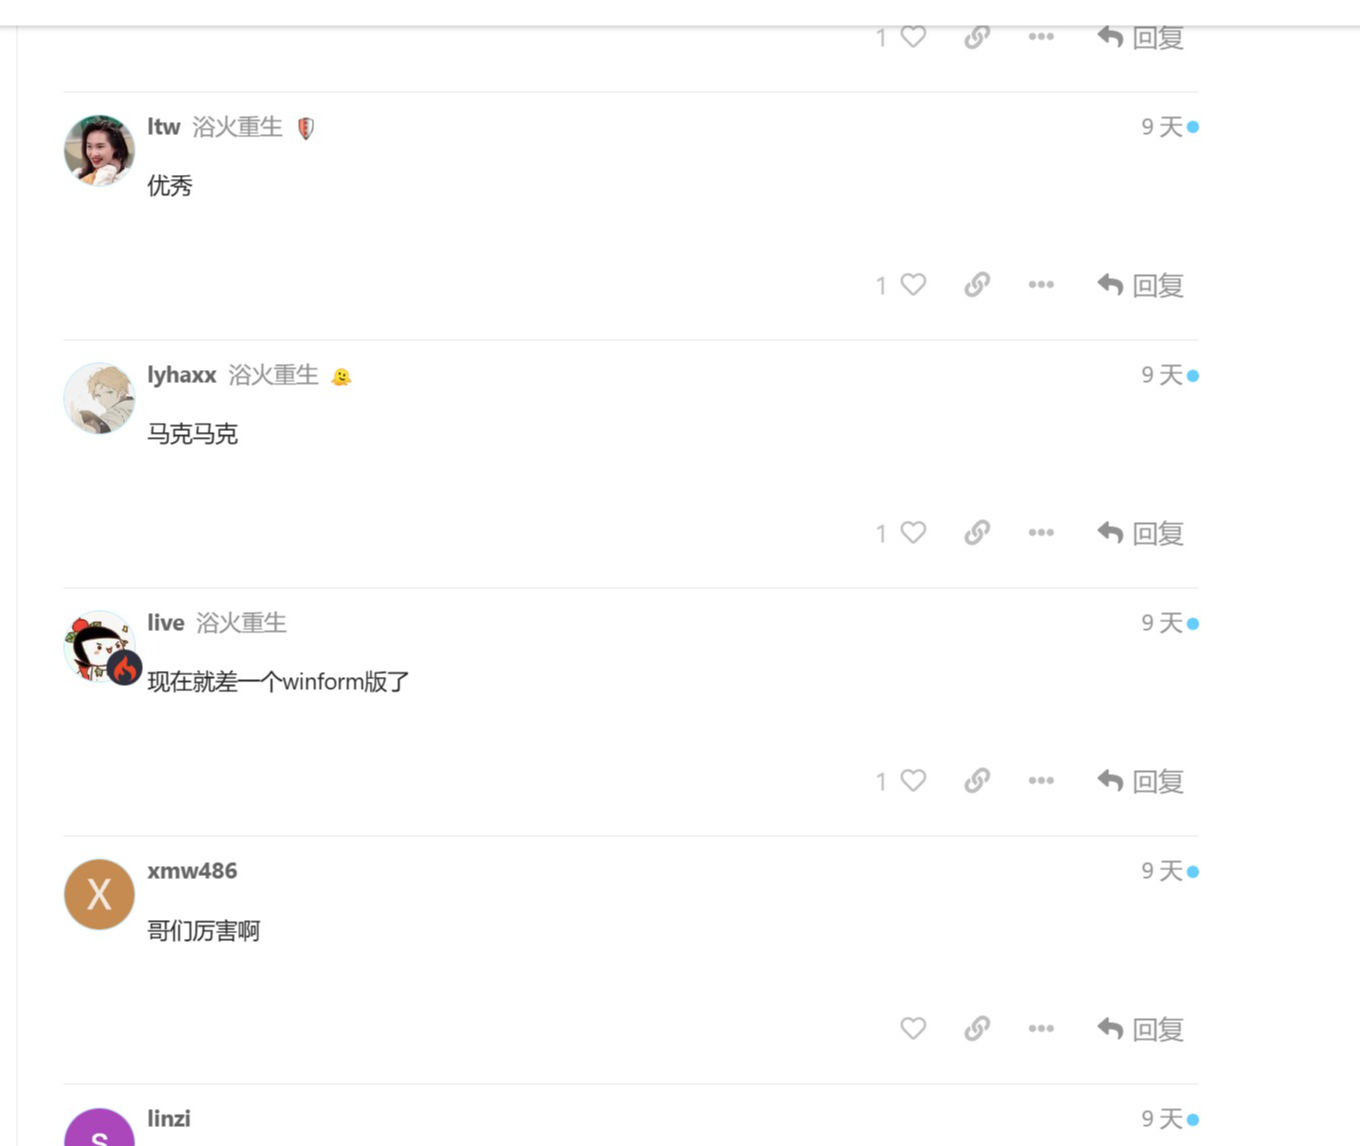 1 回复
ltw 浴火重生 9 天
优秀
1 回复
lyhaxx 浴火重生 9 天
马克马克
1 回复
live 浴火重生 9 天
现在就差一个winform版了
1 回复
X xmw486 9 天
哥们厉害啊
回复
linzi 9 天
s